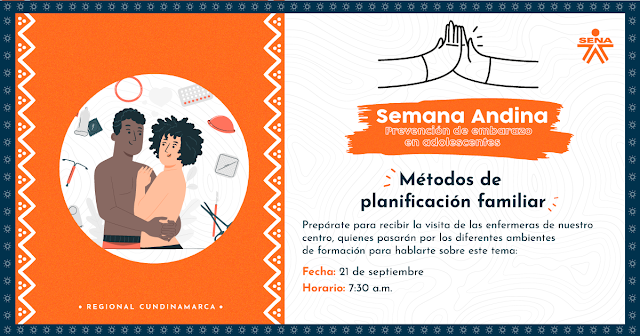 SENA
Semana Andina
Prevención de embarazo
en adolescentes
Métodos de
planificación familiar
Prepárate para recibir la visita de las enfermeras de nuestro
centro, quienes pasarán por los diferentes ambientes
de formación para hablarte sobre este tema:
Fecha: 21 de septiembre
Horario: 7:30 a.m.
• REGIONAL CUNDINAMARCA •